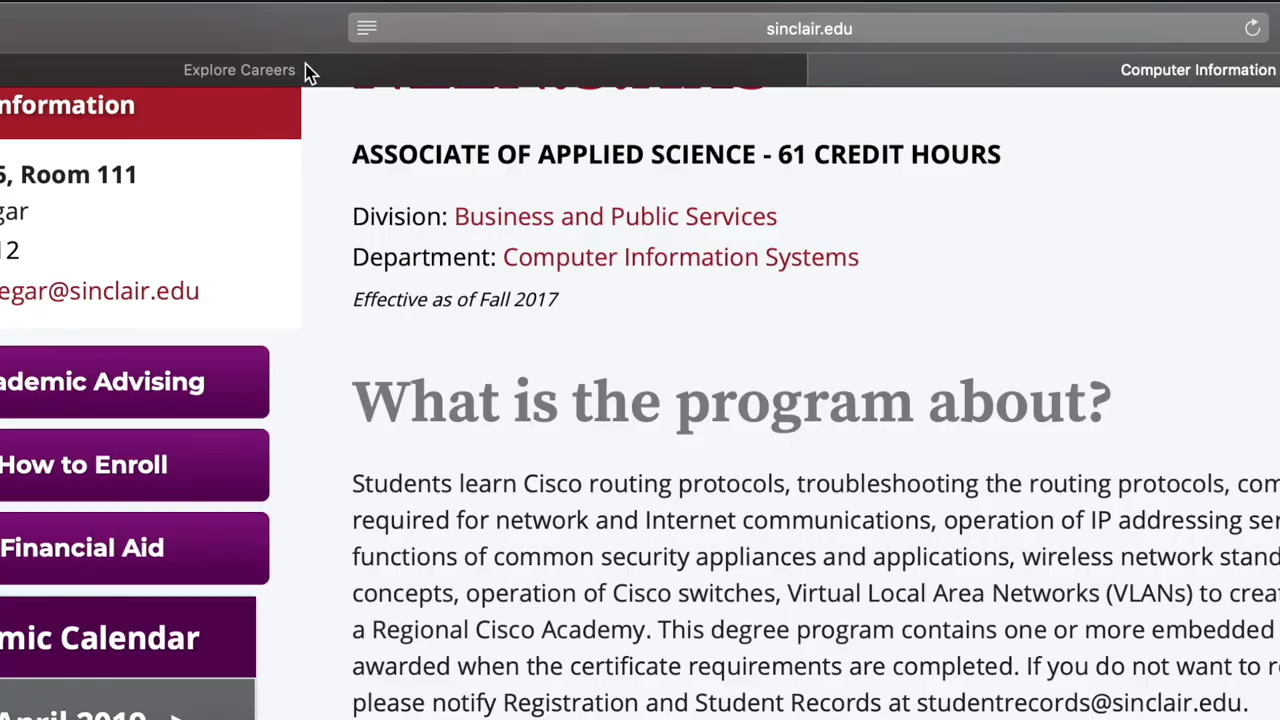 sinclair.edu
Explore Careers
Computer Information
nformation
5, Room 111
gar
12
egar@sinclair.edu
ademic Advising
How to Enroll
Financial Aid
mic Calendar
April 2019 >
ASSOCIATE OF APPLIED SCIENCE - 61 CREDIT HOURS
Division: Business and Public Services
Department: Computer Information Systems
Effective as of Fall 2017
What is the program about?
Students learn Cisco routing protocols, troubleshooting the routing protocols, com
required for network and Internet communications, operation of IP addressing ser
functions of common security appliances and applications, wireless network stand
concepts, operation of Cisco switches, Virtual Local Area Networks (VLANs) to creat
a Regional Cisco Academy. This degree program contains one or more embedded
awarded when the certificate requirements are completed. If you do not want to re
please notify Registration and Student Records at studentrecords@sinclair.edu.